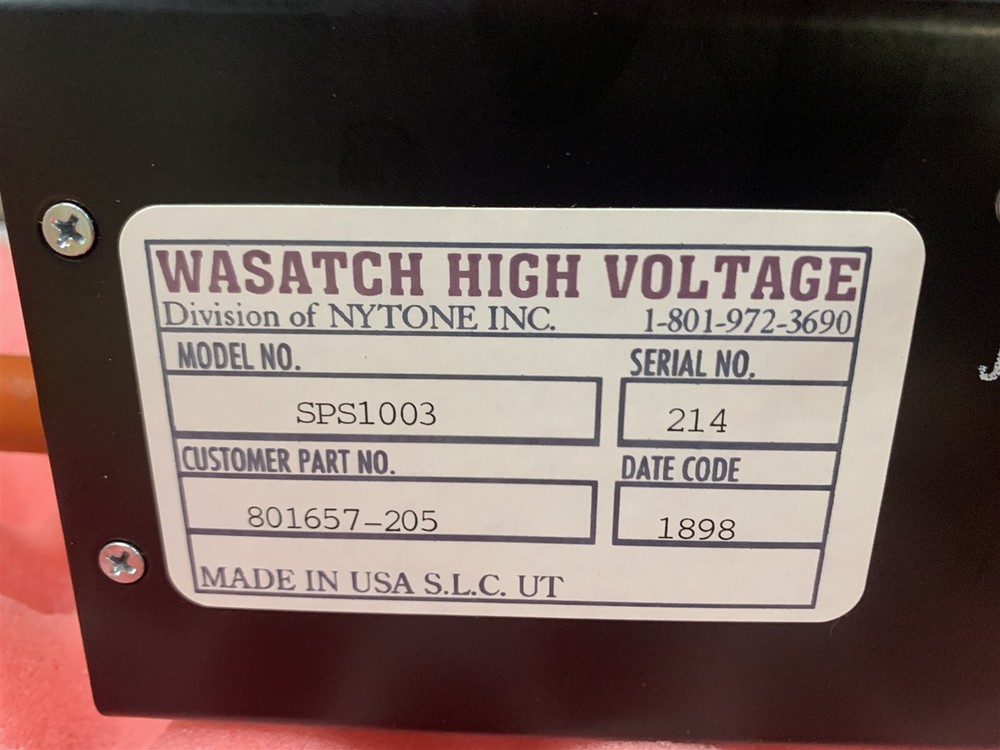 WASATCH HIGH VOLTAGE
Division of NYTONE INC. 1-801-972-3690
MODEL NO. SERIAL NO.
SPS1003 214
CUSTOMER PART NO. DATE CODE
801657-205 1898
MADE IN USA S.L.C. UT